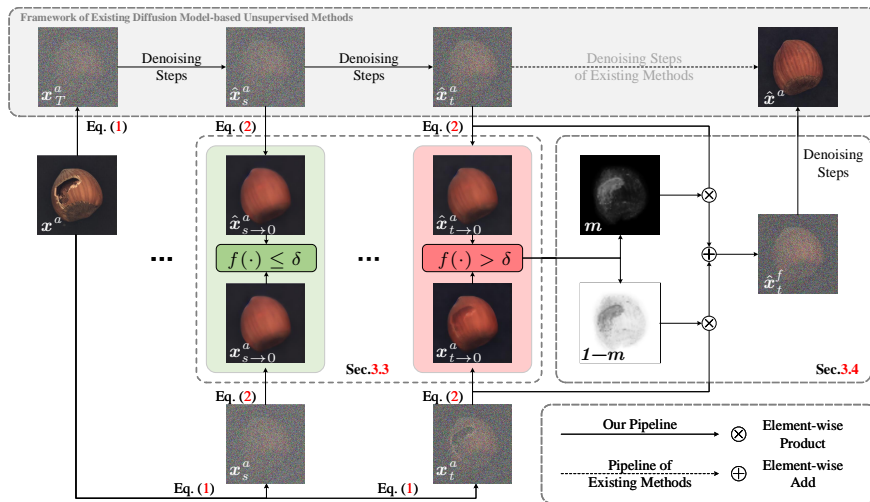 Framework of Existing Diffusion Model-based Unsupervised Methods
Denoising
Steps
Denoising
Steps
Denoising Steps
of Existing Methods
x_T^a
x̂_s^a
x̂_t^a
x̂^a
Eq. (1)
Eq. (2)
Eq. (2)
x^a
x̂_{s→0}^a
x̂_{t→0}^a
m
Denoising
Steps
...
f(·) ≤ δ
...
f(·) > δ
x̂_t^f
x_{s→0}^a
x_{t→0}^a
1−m
Sec.3.3
Sec.3.4
Eq. (2)
Eq. (2)
x_s^a
x_t^a
Eq. (1)
Eq. (1)
Our Pipeline
Element-wise
Product
Pipeline of
Existing Methods
Element-wise
Add